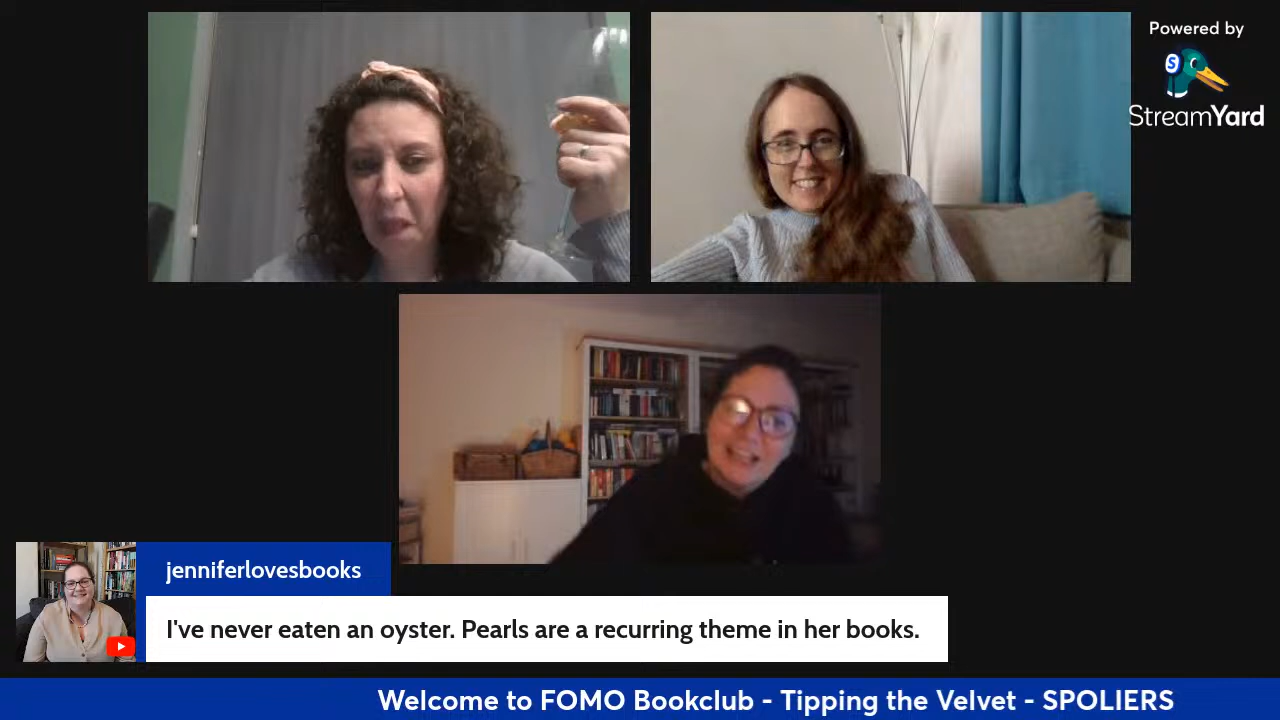 Powered by
S
StreamYard
jenniferlovesbooks
I've never eaten an oyster. Pearls are a recurring theme in her books.
Welcome to FOMO Bookclub - Tipping the Velvet - SPOLIERS